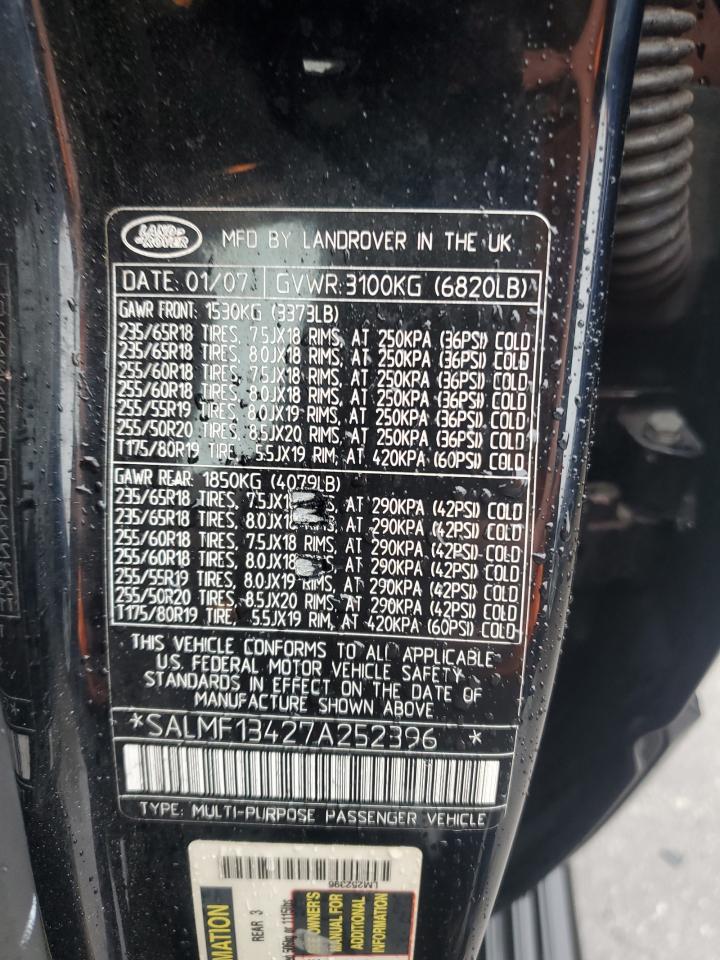 LAND ROVER
MFD BY LANDROVER IN THE UK
DATE: 01/07 GVWR: 3100KG (6820LB)
GAWR FRONT: 1530KG (3373LB)
235/65R18 TIRES, 7.5JX18 RIMS, AT 250KPA (36PSI) COLD
235/65R18 TIRES, 8.0JX18 RIMS, AT 250KPA (36PSI) COLD
255/60R18 TIRES, 7.5JX18 RIMS, AT 250KPA (36PSI) COLD
255/60R18 TIRES, 8.0JX18 RIMS, AT 250KPA (36PSI) COLD
255/55R19 TIRES, 8.0JX19 RIMS, AT 250KPA (36PSI) COLD
255/50R20 TIRES, 8.5JX20 RIMS, AT 250KPA (36PSI) COLD
T175/80R19 TIRE, 5.5JX19 RIM, AT 420KPA (60PSI) COLD
GAWR REAR: 1850KG (4079LB)
235/65R18 TIRES, 7.5JX1 S, AT 290KPA (42PSI) COLD
235/65R18 TIRES, 8.0JX1 S, AT 290KPA (42PSI) COLD
255/60R18 TIRES, 7.5JX18 RIMS, AT 290KPA (42PSI) COLD
255/60R18 TIRES, 8.0JX RIMS, AT 290KPA (42PSI) COLD
255/55R19 TIRES, 8.0JX19 RIMS, AT 290KPA (42PSI) COLD
255/50R20 TIRES, 8.5JX20 RIMS, AT 290KPA (42PSI) COLD
T175/80R19 TIRE, 5.5JX19 RIM, AT 420KPA (60PSI) COLD
THIS VEHICLE CONFORMS TO ALL APPLICABLE
U.S. FEDERAL MOTOR VEHICLE SAFETY
STANDARDS IN EFFECT ON THE DATE OF
MANUFACTURE SHOWN ABOVE
*SALMF13427A252396 *
TYPE: MULTI-PURPOSE PASSENGER VEHICLE
LM252396
MATION
REAR 3
or 1115lbs
OWNER'S
MANUAL FOR
ADDITIONAL
INFORMATION